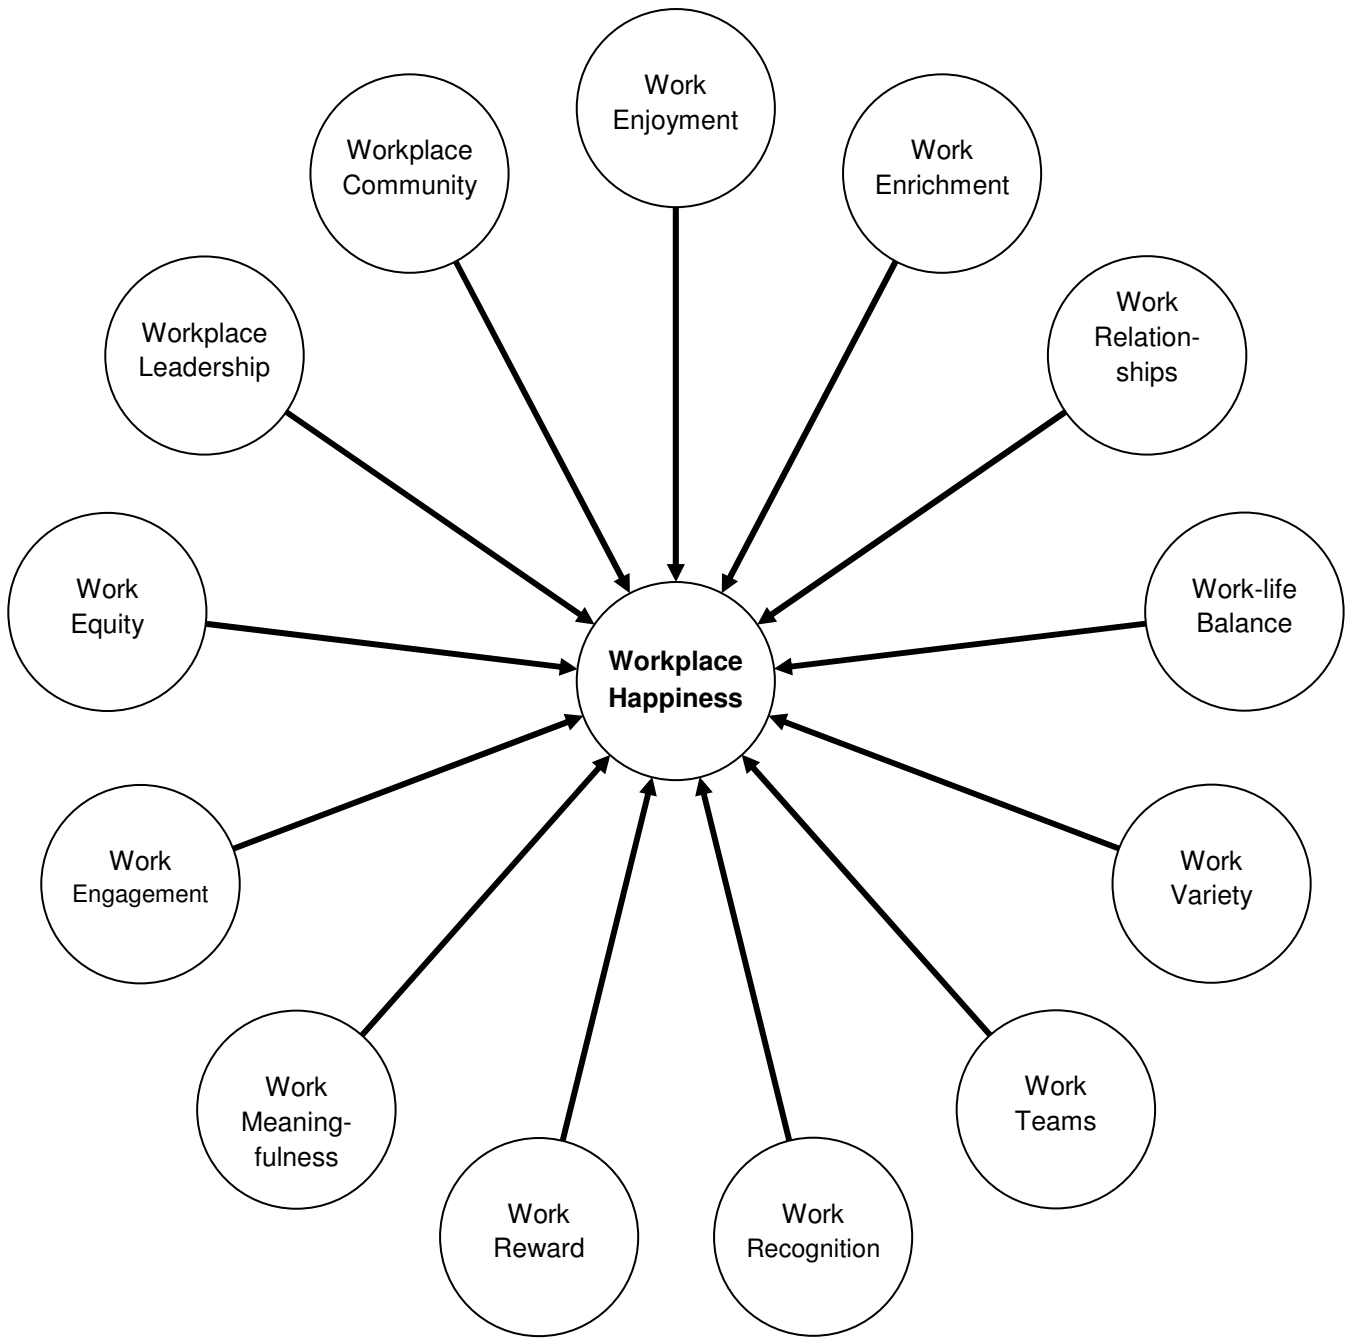 Work
Enjoyment
Work
Enrichment
Work
Relation-
ships
Work-life
Balance
Work
Variety
Work
Teams
Work
Recognition
Work
Reward
Work
Meaning-
fulness
Work
Engagement
Work
Equity
Workplace
Leadership
Workplace
Community
Workplace
Happiness